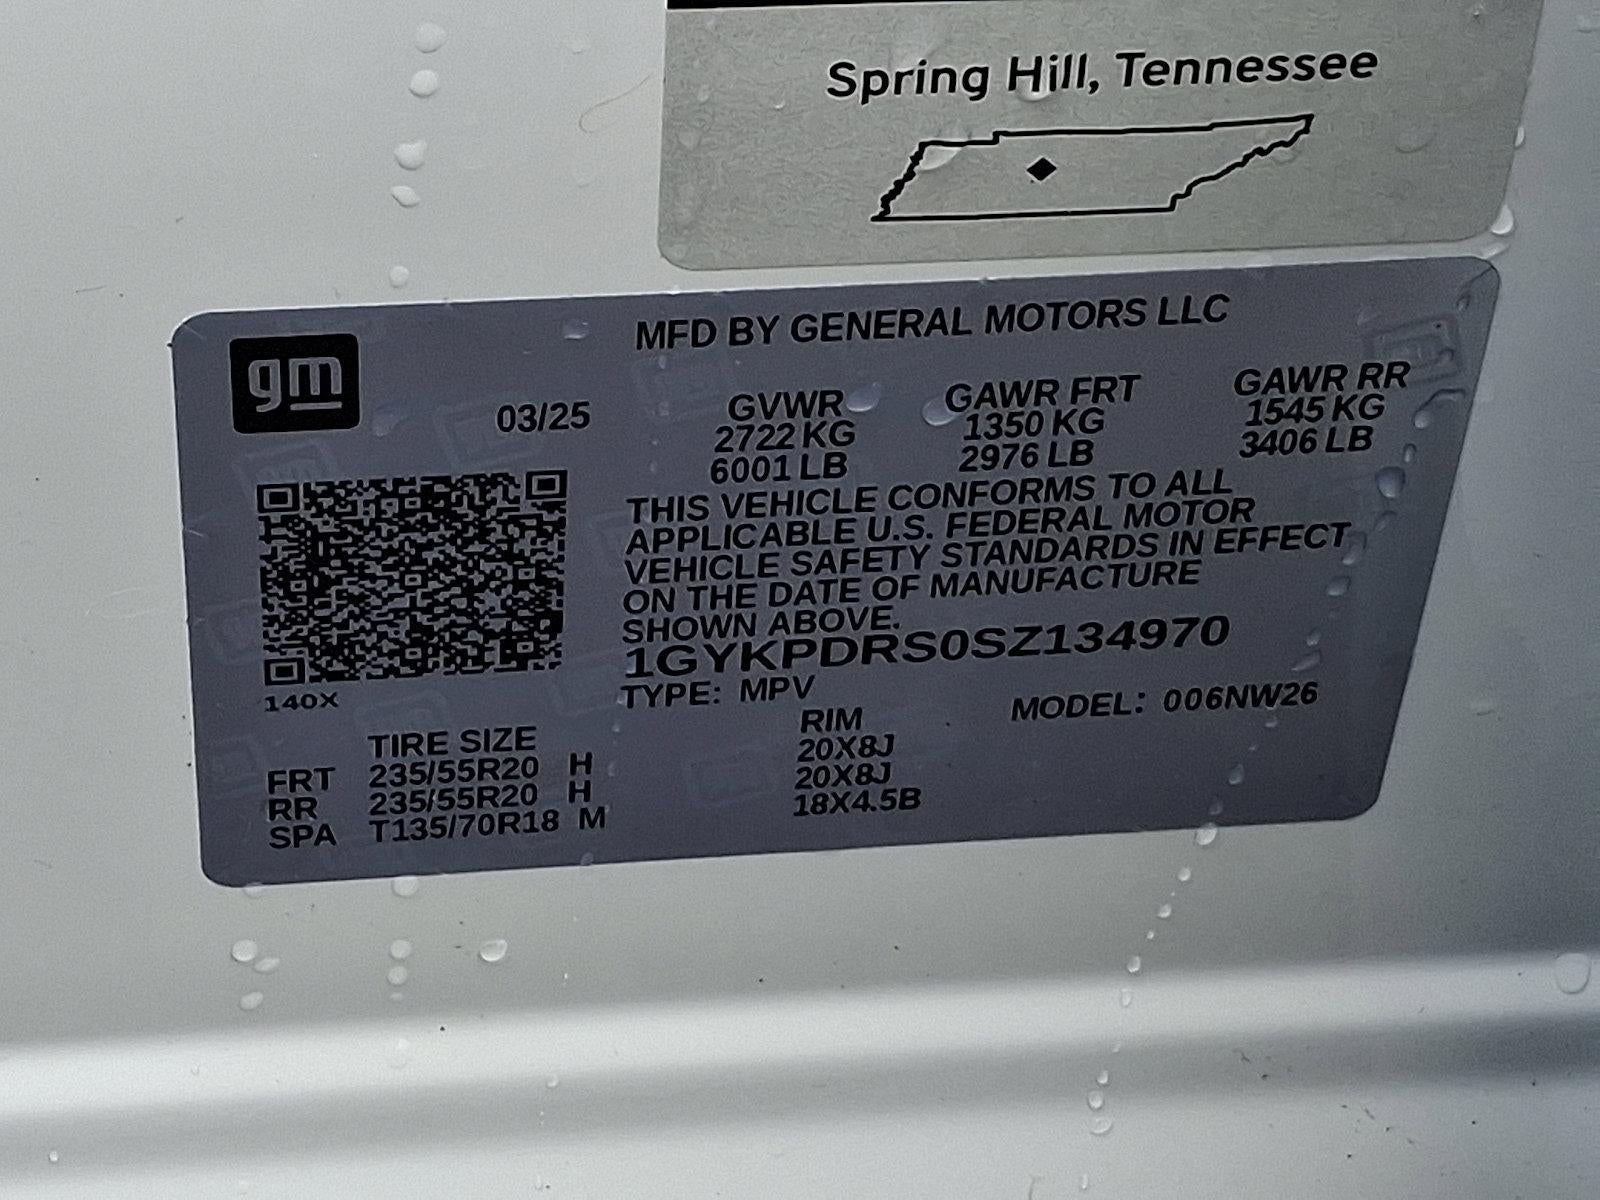 Spring Hill, Tennessee
gm
MFD BY GENERAL MOTORS LLC
03/25
GVWR GAWR FRT GAWR RR
2722 KG 1350 KG 1545 KG
6001 LB 2976 LB 3406 LB
THIS VEHICLE CONFORMS TO ALL
APPLICABLE U.S. FEDERAL MOTOR
VEHICLE SAFETY STANDARDS IN EFFECT
ON THE DATE OF MANUFACTURE
SHOWN ABOVE.
1GYKPDRS0SZ134970
140X
TYPE: MPV MODEL: 006NW26
TIRE SIZE RIM
FRT 235/55R20 H 20X8J
RR 235/55R20 H 20X8J
SPA T135/70R18 M 18X4.5B